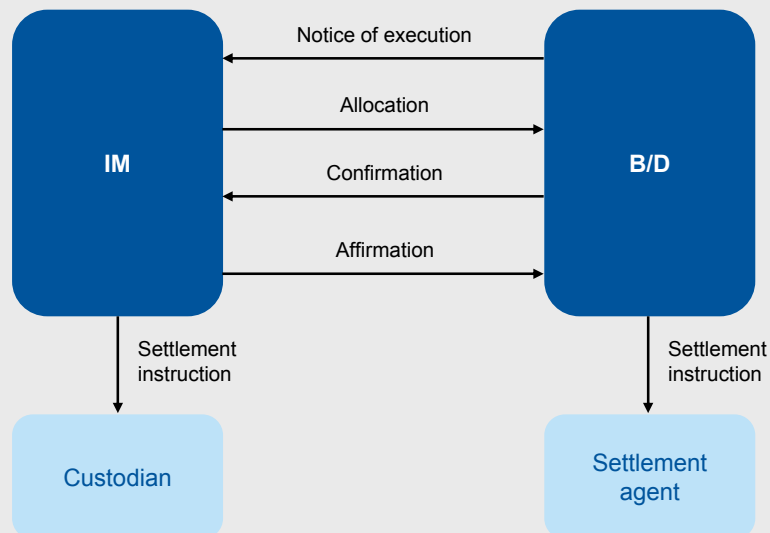 Notice of execution
Allocation
IM
B/D
Confirmation
Affirmation
Settlement
instruction
Settlement
instruction
Custodian
Settlement
agent